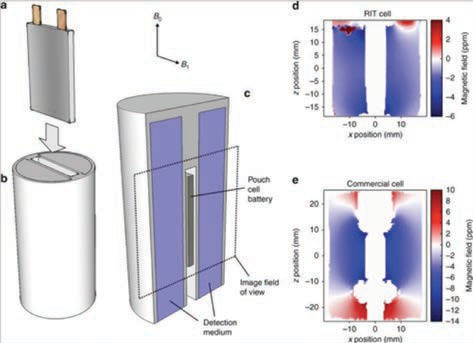 a
b
B0
B1
c
Pouch
cell
battery
Image field
of view
Detection
medium
d
RIT cell
15
10
5
0
−5
−10
−15
z position (mm)
−10 0 10
x position (mm)
4
2
0
−2
−4
−6
Magnetic field (ppm)
e
Commercial cell
20
10
0
−10
−20
z position (mm)
−10 0 10
x position (mm)
10
8
6
4
2
0
−2
−4
−6
−8
−10
−12
−14
Magnetic field (ppm)